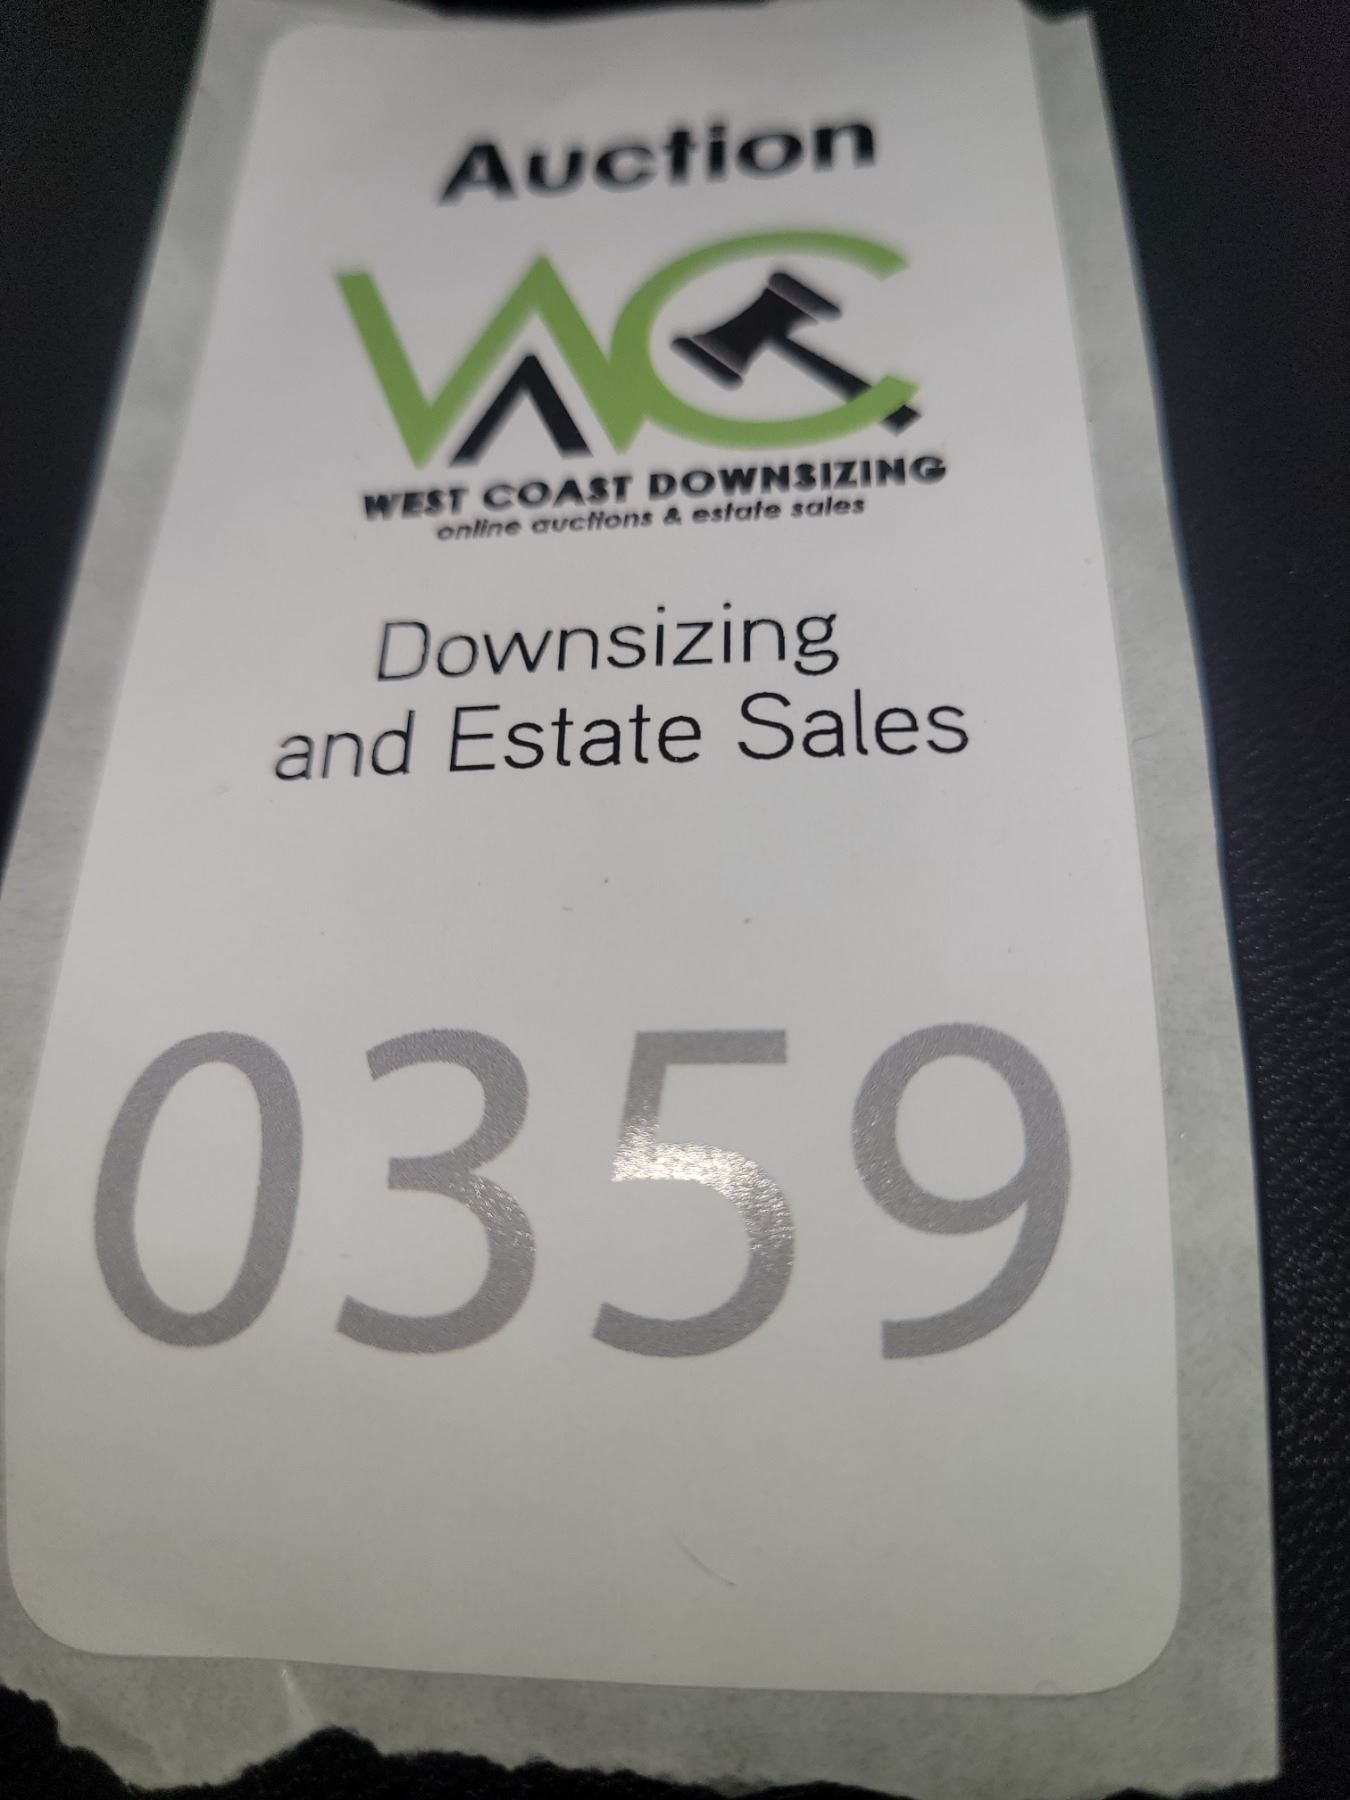 Auction
WC
WEST COAST DOWNSIZING
online auctions & estate sales
Downsizing
and Estate Sales
0359